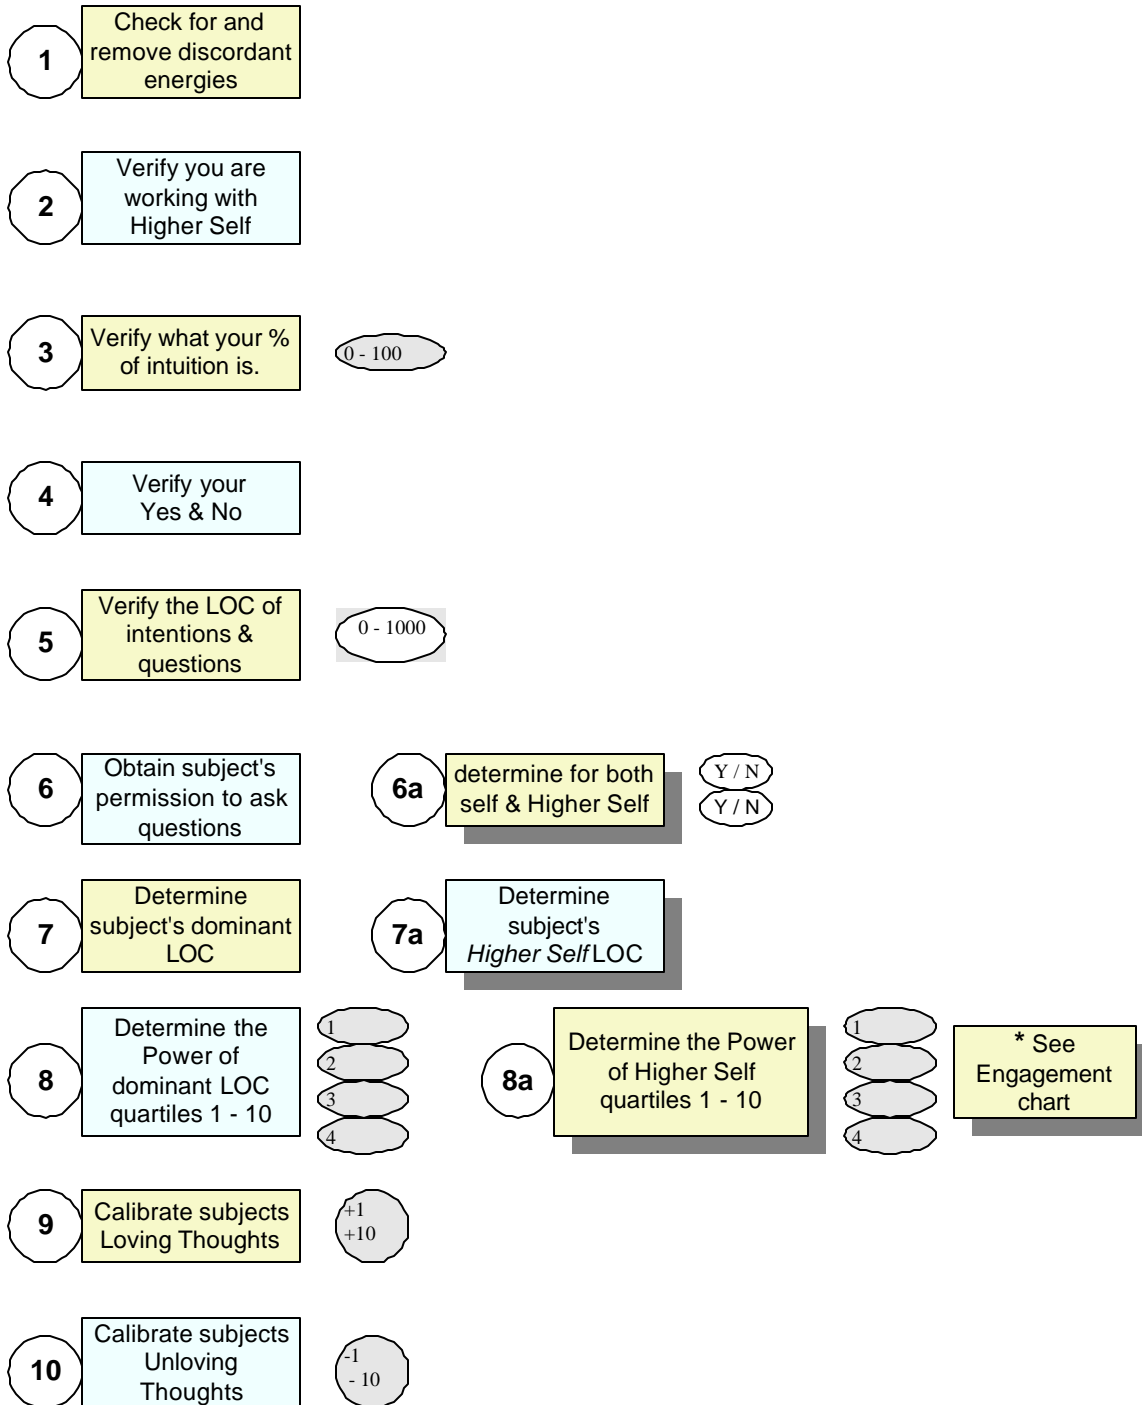 1
Check for and
remove discordant
energies
2
Verify you are
working with
Higher Self
3
Verify what your %
of intuition is.
0 - 100
4
Verify your
Yes & No
5
Verify the LOC of
intentions &
questions
0 - 1000
6
Obtain subject's
permission to ask
questions
6a
determine for both
self & Higher Self
Y / N
Y / N
7
Determine
subject's dominant
LOC
7a
Determine
subject's
Higher Self LOC
8
Determine the
Power of
dominant LOC
quartiles 1 - 10
1
2
3
4
8a
Determine the Power
of Higher Self
quartiles 1 - 10
1
2
3
4
* See
Engagement
chart
9
Calibrate subjects
Loving Thoughts
+1
+10
10
Calibrate subjects
Unloving
Thoughts
-1
- 10